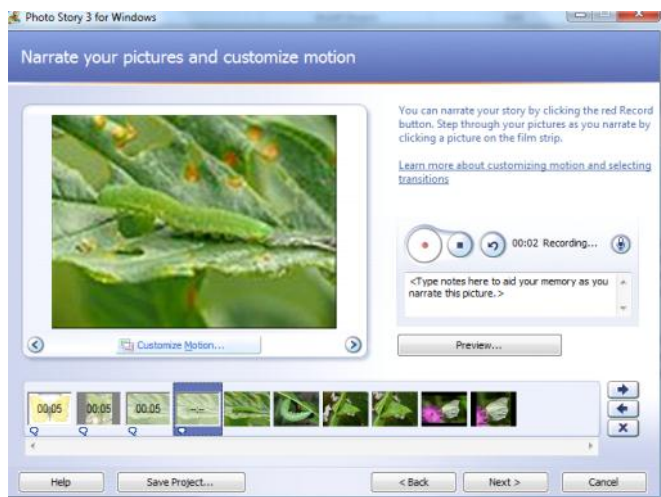 Photo Story 3 for Windows
Narrate your pictures and customize motion
You can narrate your story by clicking the red Record
button. Step through your pictures as you narrate by
clicking a picture on the film strip.
Learn more about customizing motion and selecting
transitions
00:02 Recording...
<Type notes here to aid your memory as you
narrate this picture.>
Customize Motion...
Preview...
00:05 00:05 00:05 --:--
Help Save Project... < Back Next > Cancel